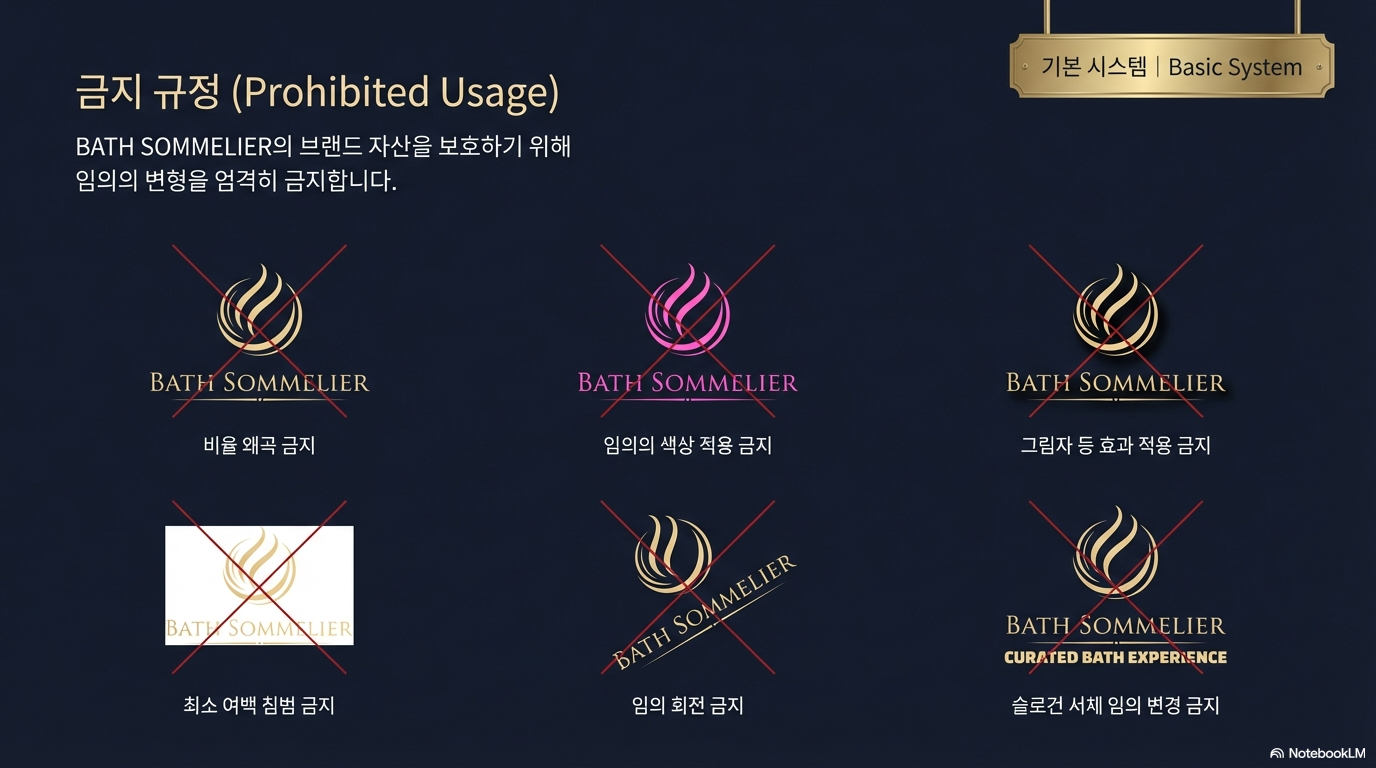 기본 시스템 | Basic System
금지 규정 (Prohibited Usage)
BATH SOMMELIER의 브랜드 자산을 보호하기 위해
임의의 변형을 엄격히 금지합니다.
BATH SOMMELIER
비율 왜곡 금지
BATH SOMMELIER
임의의 색상 적용 금지
BATH SOMMELIER
그림자 등 효과 적용 금지
BATH SOMMELIER
최소 여백 침범 금지
BATH SOMMELIER
임의 회전 금지
BATH SOMMELIER
CURATED BATH EXPERIENCE
슬로건 서체 임의 변경 금지
NotebookLM